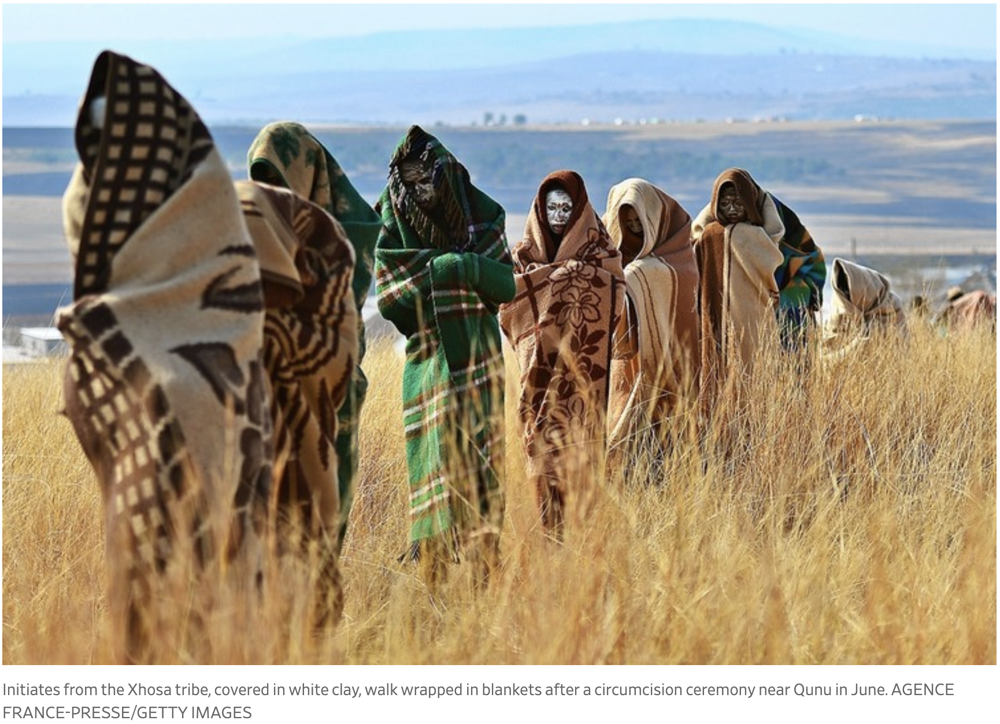 Initiates from the Xhosa tribe, covered in white clay, walk wrapped in blankets after a circumcision ceremony near Qunu in June. AGENCE
FRANCE-PRESSE/GETTY IMAGES